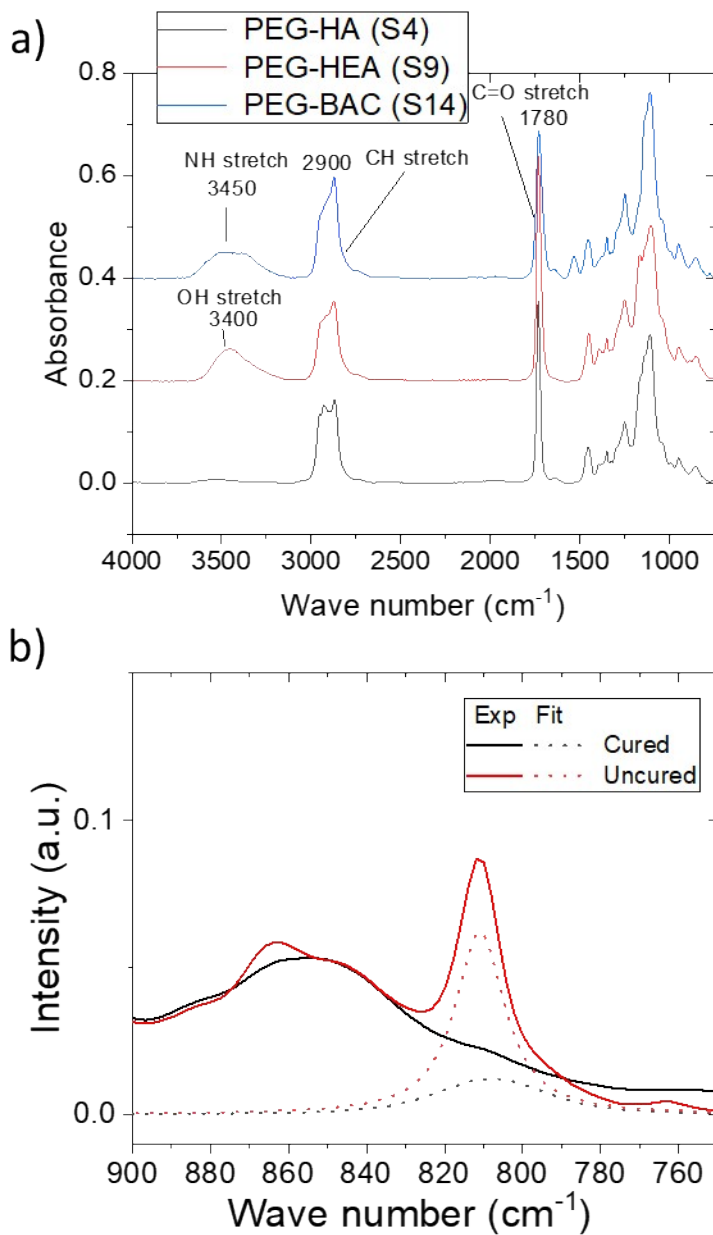 a)
PEG-HA (S4)
PEG-HEA (S9)
PEG-BAC (S14)
C=O stretch
1780
NH stretch
3450
2900
CH stretch
OH stretch
3400
0.8
0.6
0.4
0.2
0.0
Absorbance
4000 3500 3000 2500 2000 1500 1000
Wave number (cm⁻¹)
b)
Exp Fit
Cured
Uncured
0.1
0.0
Intensity (a.u.)
900 880 860 840 820 800 780 760
Wave number (cm⁻¹)